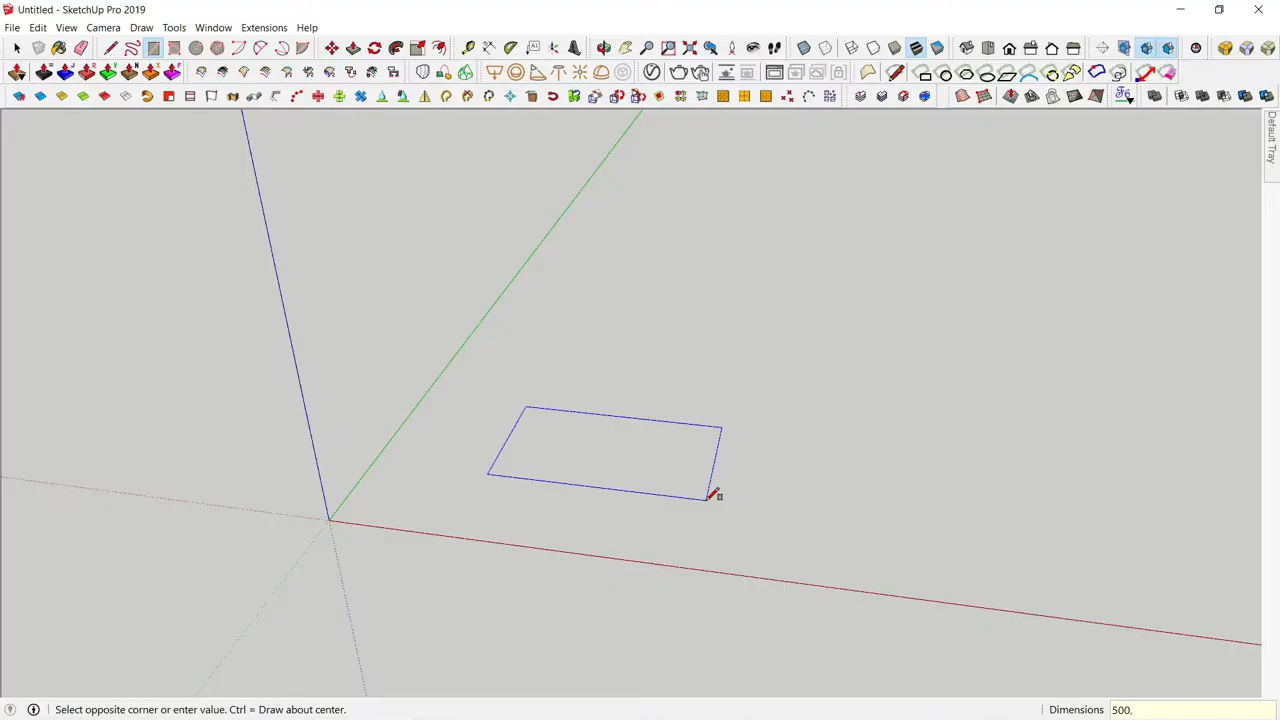 Untitled - SketchUp Pro 2019
File Edit View Camera Draw Tools Window Extensions Help
Default Tray
Select opposite corner or enter value. Ctrl = Draw about center.
Dimensions 500,